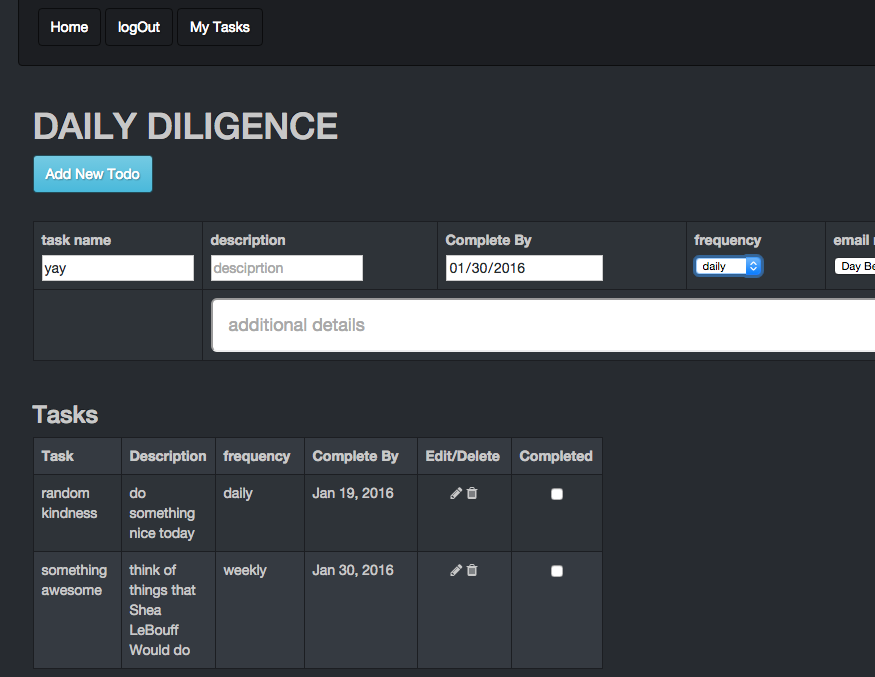 Home logOut My Tasks
DAILY DILIGENCE
Add New Todo
task name description Complete By frequency email
yay desciprtion 01/30/2016 daily Day
additional details
Tasks
Task Description frequency Complete By Edit/Delete Completed
random do daily Jan 19, 2016
kindness something
nice today
something think of weekly Jan 30, 2016
awesome things that
Shea
LeBouff
Would do